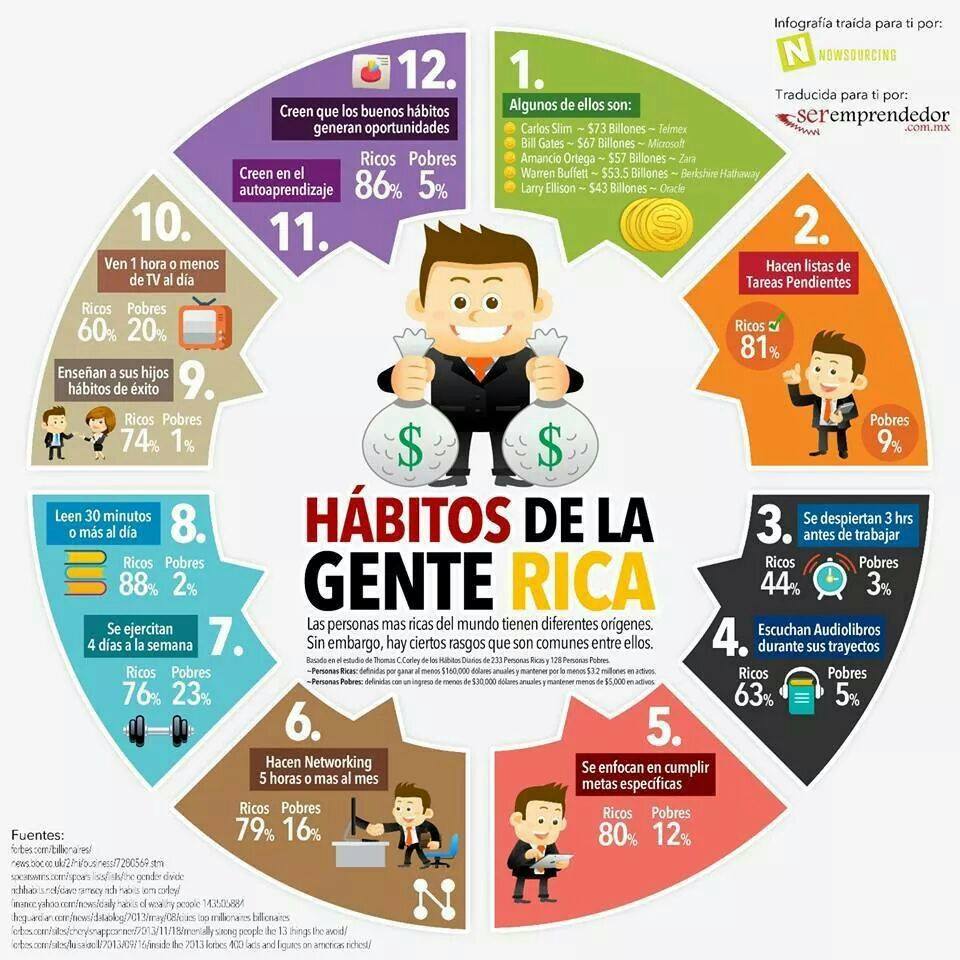 Infografía traída para ti por:
N NOWSOURCING
Traducida para ti por:
seremprendedor
.com.mx
1.
Algunos de ellos son:
Carlos Slim ~ $73 Billones ~ Telmex
Bill Gates ~ $67 Billones ~ Microsoft
Amancio Ortega ~ $57 Billones ~ Zara
Warren Buffett ~ $53.5 Billones ~ Berkshire Hathaway
Larry Ellison ~ $43 Billones ~ Oracle
2.
Hacen listas de
Tareas Pendientes
Ricos
81%
Pobres
9%
3.
Se despiertan 3 hrs
antes de trabajar
Ricos Pobres
44% 3%
4.
Escuchan Audiolibros
durante sus trayectos
Ricos Pobres
63% 5%
5.
Se enfocan en cumplir
metas específicas
Ricos Pobres
80% 12%
6.
Hacen Networking
5 horas o mas al mes
Ricos Pobres
79% 16%
N
7.
Se ejercitan
4 días a la semana
Ricos Pobres
76% 23%
8.
Leen 30 minutos
o más al día
Ricos Pobres
88% 2%
9.
Enseñan a sus hijos
hábitos de éxito
Ricos Pobres
74% 1%
10.
Ven 1 hora o menos
de TV al día
Ricos Pobres
60% 20%
11.
Creen en el
autoaprendizaje
Ricos Pobres
86% 5%
12.
Creen que los buenos hábitos
generan oportunidades
$ $
HÁBITOS DE LA
GENTE RICA
Las personas mas ricas del mundo tienen diferentes orígenes.
Sin embargo, hay ciertos rasgos que son comunes entre ellos.
Basado en el estudio de Thomas C.Corley de los Hábitos Diarios de 233 Personas Ricas y 128 Personas Pobres.
~Personas Ricas: definidas por ganar al menos $160,000 dólares anuales y mantener por lo menos $3.2 millones en activos.
~Personas Pobres: definidas con un ingreso de menos de $30,000 dólares anuales y mantener menos de $5,000 en activos.
Fuentes:
forbes.com/billionaires/
news.bbc.co.uk/2/hi/business/7280569.stm
spearswms.com/spears-lists/lists/the gender divide
richhabits.net/dave ramsey rich habits tom corley/
finance.yahoo.com/news/daily habits of wealthy people 143505884
theguardian.com/news/datablog/2013/may/08/cities top millionaires billionaires
forbes.com/sites/cherylsnappconner/2013/11/18/mentally strong people the 13 things the avoid/
forbes.com/sites/luisakroll/2013/09/16/inside the 2013 forbes 400 facts and figures on americas richest/